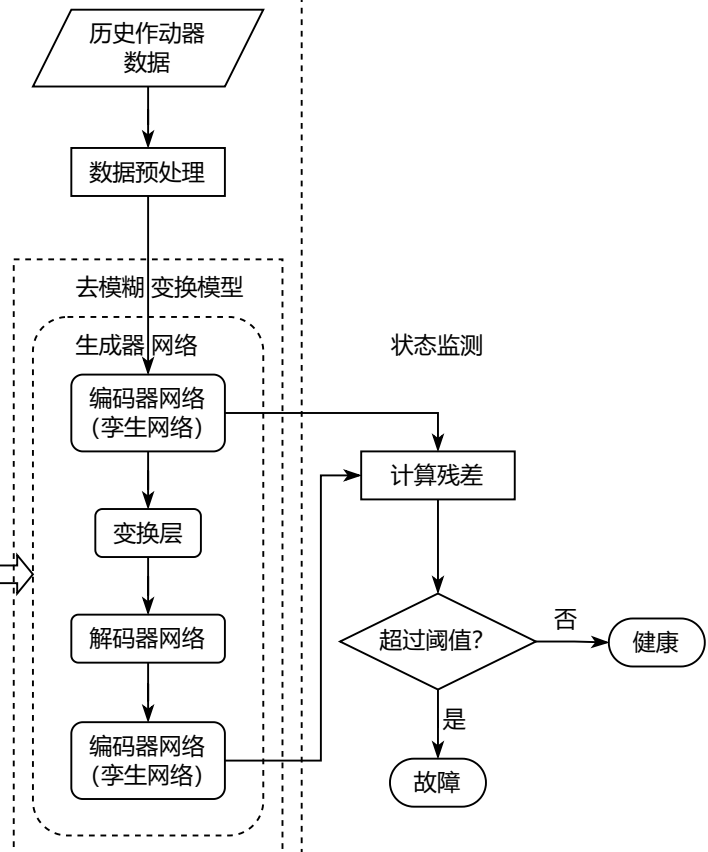 历史作动器
数据
数据预处理
去模糊变换模型
生成器网络
编码器网络
(孪生网络)
变换层
解码器网络
编码器网络
(孪生网络)
状态监测
计算残差
超过阈值?
否
健康
是
故障